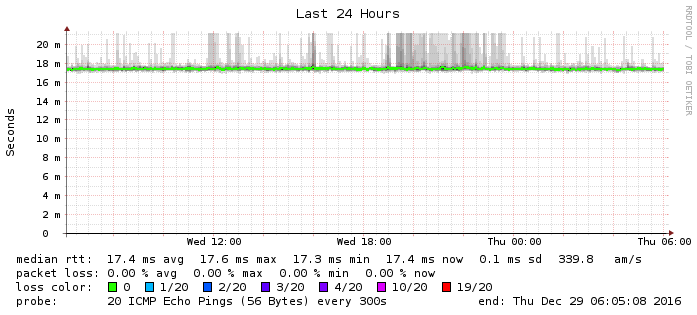 Last 24 Hours
RRDTOOL / TOBI OETIKER
Seconds
20 m
18 m
16 m
14 m
12 m
10 m
8 m
6 m
4 m
2 m
0
Wed 12:00 Wed 18:00 Thu 00:00 Thu 06:00
median rtt: 17.4 ms avg 17.6 ms max 17.3 ms min 17.4 ms now 0.1 ms sd 339.8 am/s
packet loss: 0.00 % avg 0.00 % max 0.00 % min 0.00 % now
loss color: 0 1/20 2/20 3/20 4/20 10/20 19/20
probe: 20 ICMP Echo Pings (56 Bytes) every 300s end: Thu Dec 29 06:05:08 2016